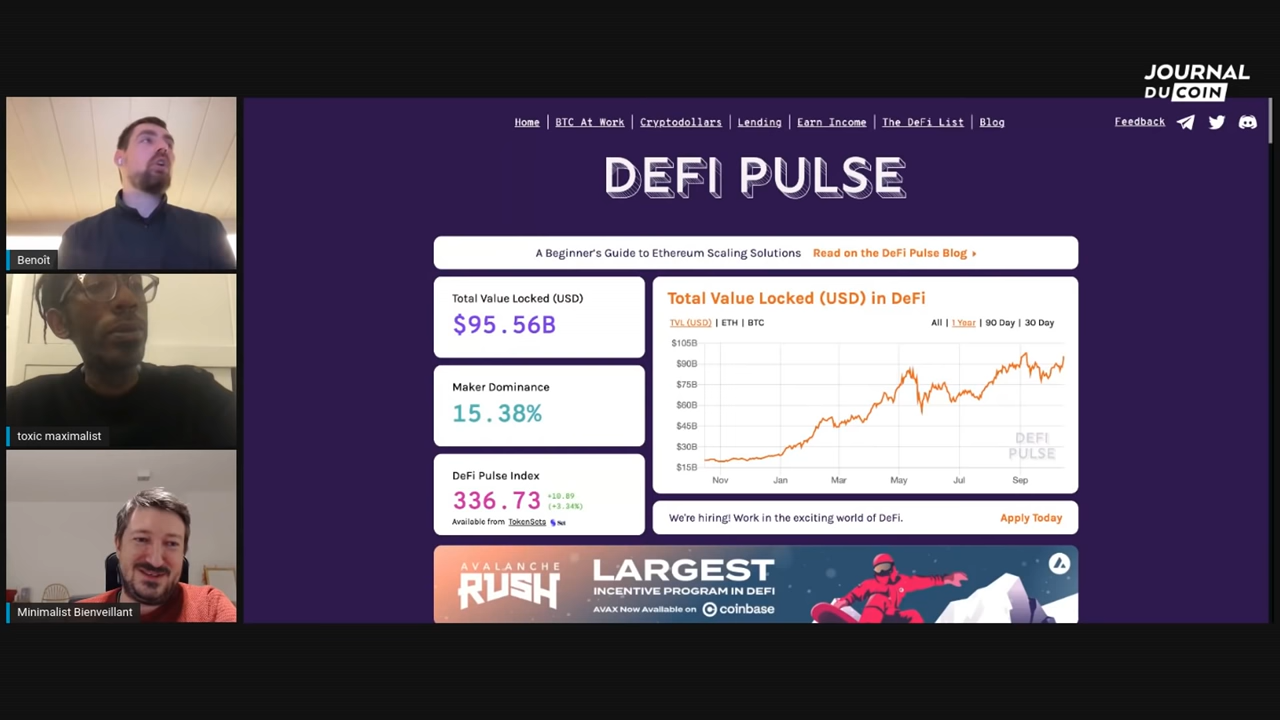 JOURNAL
DU COIN
Home | BTC At Work | Cryptodollars | Lending | Earn Income | The DeFi List | Blog
Feedback
DEFI PULSE
A Beginner's Guide to Ethereum Scaling Solutions Read on the DeFi Pulse Blog
Total Value Locked (USD)
$95.56B
Maker Dominance
15.38%
DeFi Pulse Index
336.73
+10.89
(+3.34%)
Available from TokenSets
Total Value Locked (USD) in DeFi
TVL (USD) | ETH | BTC
All | 1 Year | 90 Day | 30 Day
$105B
$90B
$75B
$60B
$45B
$30B
$15B
Nov Jan Mar May Jul Sep
DEFI
PULSE
We're hiring! Work in the exciting world of DeFi. Apply Today
AVALANCHE
RUSH
LARGEST
INCENTIVE PROGRAM IN DEFI
AVAX Now Available on coinbase
Benoît
toxic maximalist
Minimalist Bienveillant